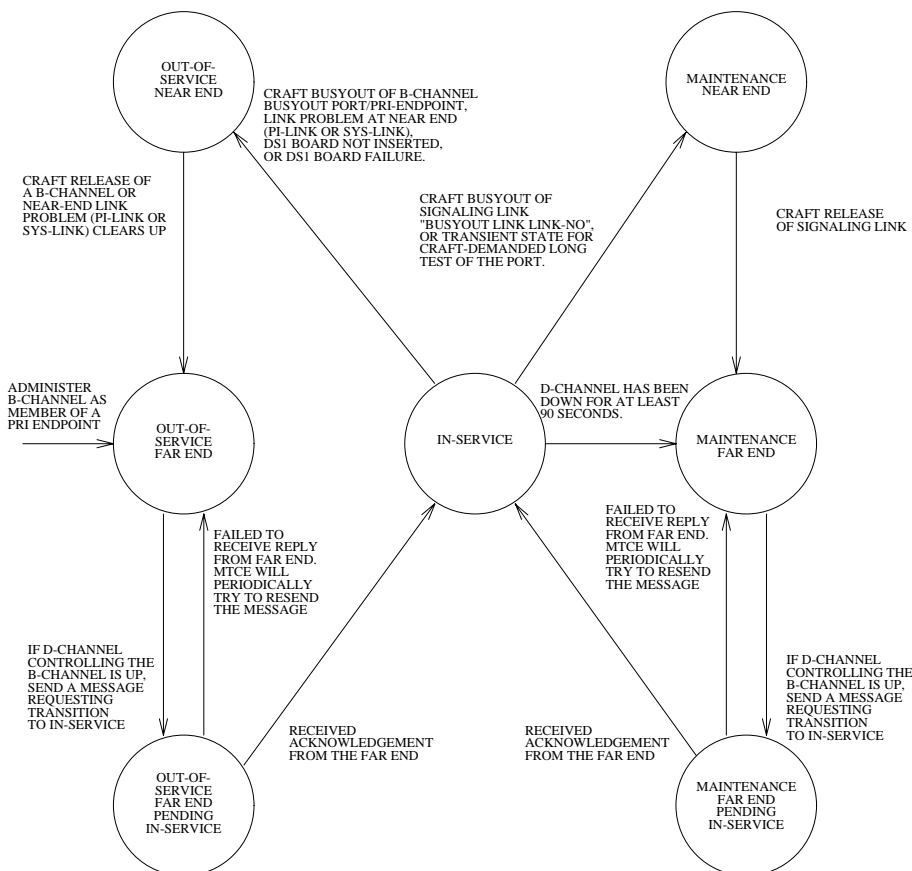 OUT-OF-
SERVICE
NEAR END
CRAFT BUSYOUT OF B-CHANNEL
BUSYOUT PORT/PRI-ENDPOINT,
LINK PROBLEM AT NEAR END
(PI-LINK OR SYS-LINK),
DS1 BOARD NOT INSERTED,
OR DS1 BOARD FAILURE.
MAINTENANCE
NEAR END
CRAFT RELEASE OF
A B-CHANNEL OR
NEAR-END LINK
PROBLEM (PI-LINK OR
SYS-LINK) CLEARS UP
CRAFT BUSYOUT OF
SIGNALING LINK
"BUSYOUT LINK LINK-NO",
OR TRANSIENT STATE FOR
CRAFT-DEMANDED LONG
TEST OF THE PORT.
CRAFT RELEASE
OF SIGNALING LINK
ADMINISTER
B-CHANNEL AS
MEMBER OF A
PRI ENDPOINT
OUT-OF-
SERVICE
FAR END
IN-SERVICE
D-CHANNEL HAS BEEN
DOWN FOR AT LEAST
90 SECONDS.
MAINTENANCE
FAR END
FAILED TO
RECEIVE REPLY
FROM FAR END.
MTCE WILL
PERIODICALLY
TRY TO RESEND
THE MESSAGE
FAILED TO
RECEIVE REPLY
FROM FAR END.
MTCE WILL
PERIODICALLY
TRY TO RESEND
THE MESSAGE
IF D-CHANNEL
CONTROLLING THE
B-CHANNEL IS UP,
SEND A MESSAGE
REQUESTING
TRANSITION
TO IN-SERVICE
RECEIVED
ACKNOWLEDGEMENT
FROM THE FAR END
RECEIVED
ACKNOWLEDGEMENT
FROM THE FAR END
IF D-CHANNEL
CONTROLLING THE
B-CHANNEL IS UP,
SEND A MESSAGE
REQUESTING
TRANSITION
TO IN-SERVICE
OUT-OF-
SERVICE
FAR END
PENDING
IN-SERVICE
MAINTENANCE
FAR END
PENDING
IN-SERVICE